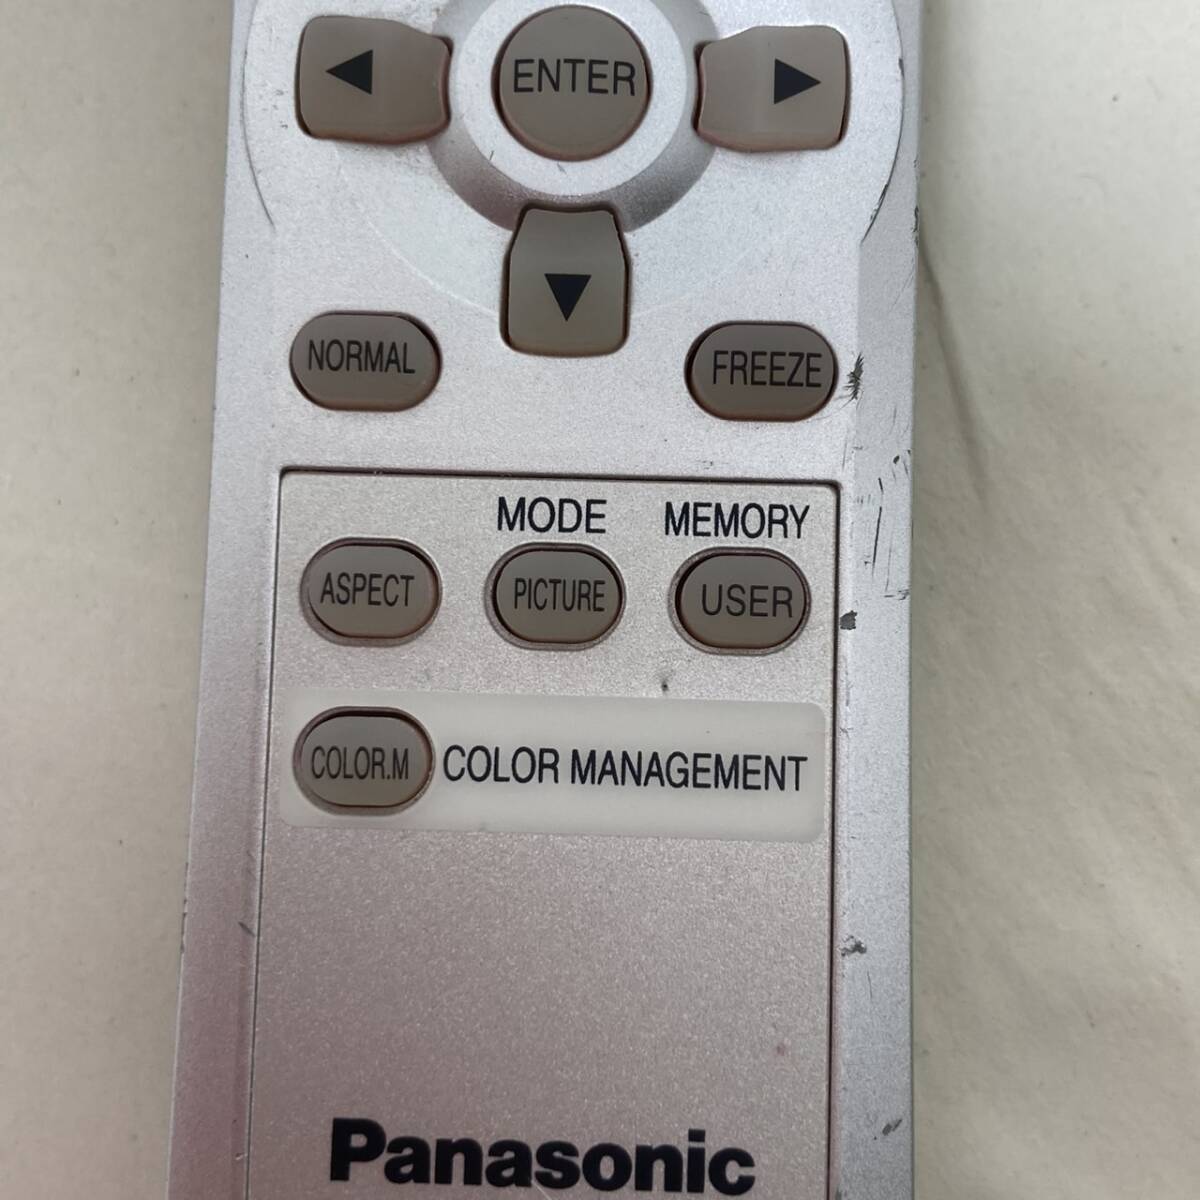 ENTER
NORMAL
FREEZE
MODE MEMORY
ASPECT PICTURE USER
COLOR.M COLOR MANAGEMENT
Panasonic